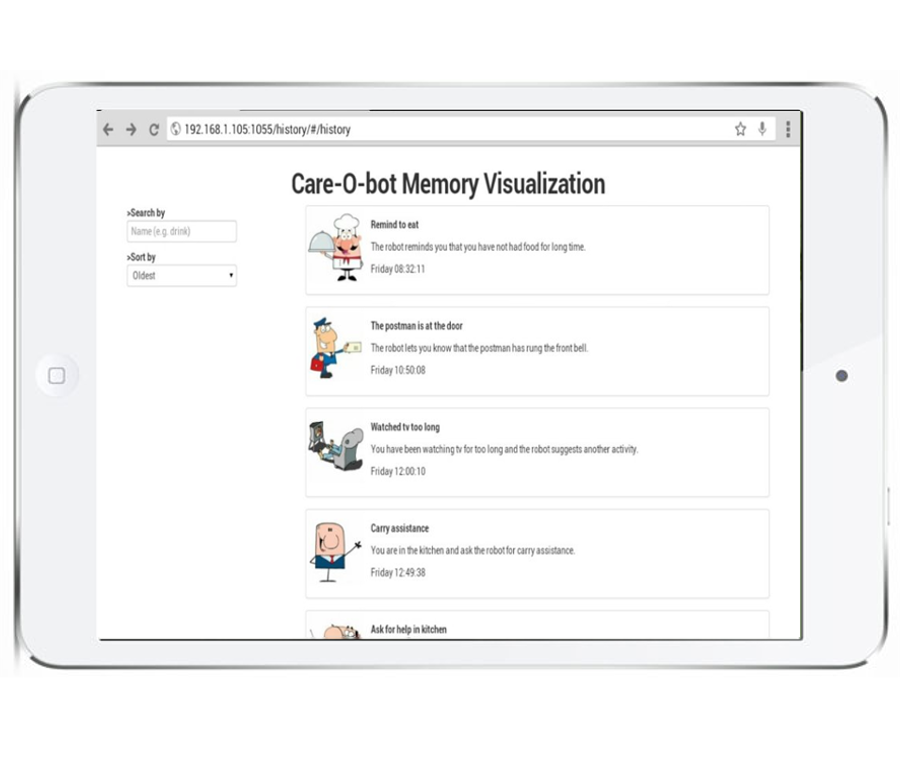 192.168.1.105:1055/history/#/history
Care-O-bot Memory Visualization
>Search by
Name (e.g. drink)
>Sort by
Oldest
Remind to eat
The robot reminds you that you have not had food for long time.
Friday 08:32:11
The postman is at the door
The robot lets you know that the postman has rung the front bell.
Friday 10:50:08
Watched tv too long
You have been watching tv for too long and the robot suggests another activity.
Friday 12:00:10
Carry assistance
You are in the kitchen and ask the robot for carry assistance.
Friday 12:49:38
Ask for help in kitchen